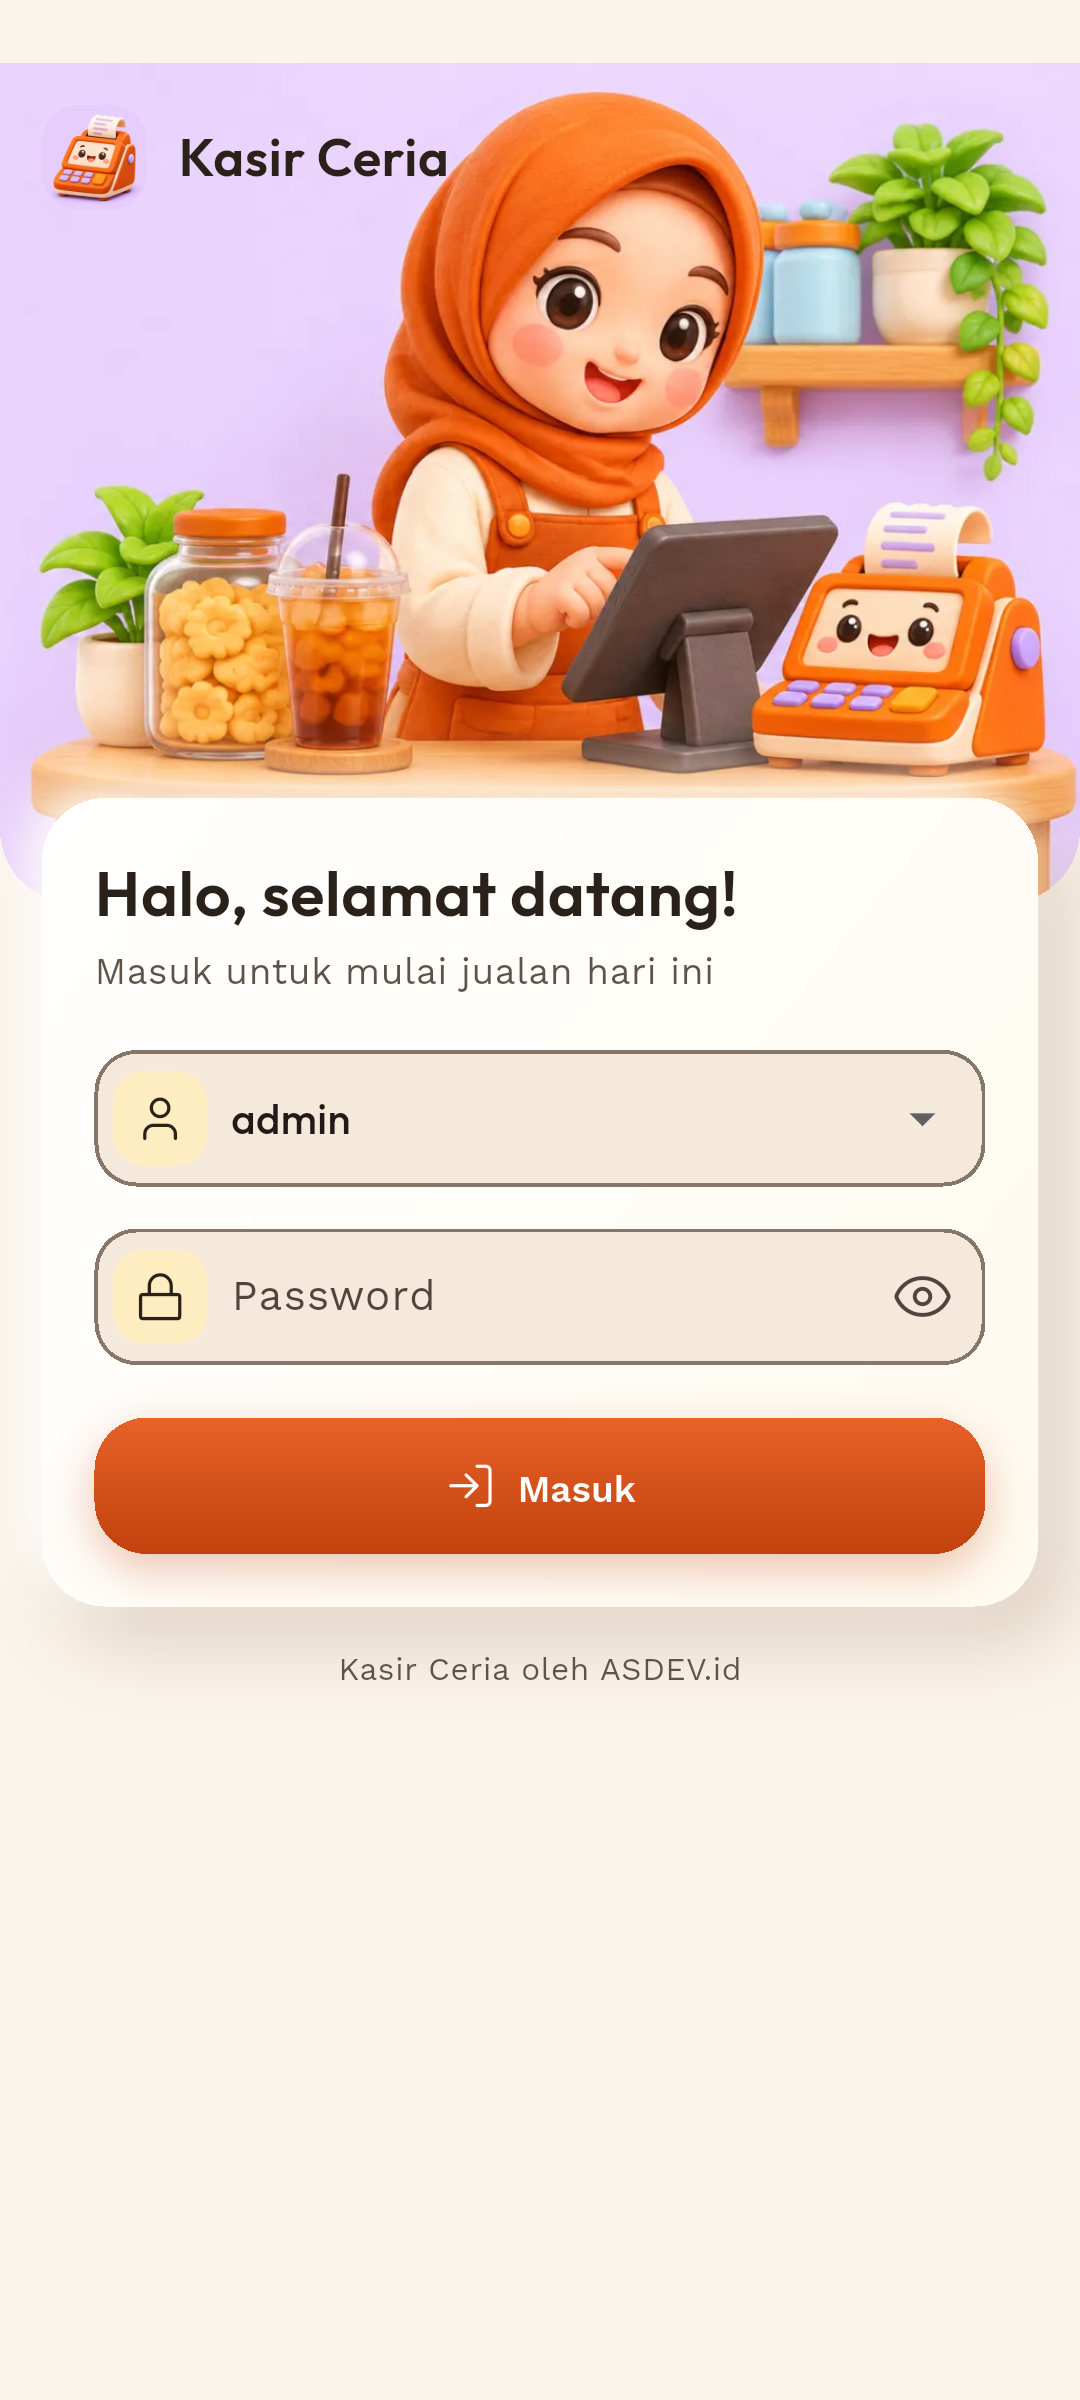 Kasir Ceria
Halo, selamat datang!
Masuk untuk mulai jualan hari ini
admin
Password
Masuk
Kasir Ceria oleh ASDEV.id